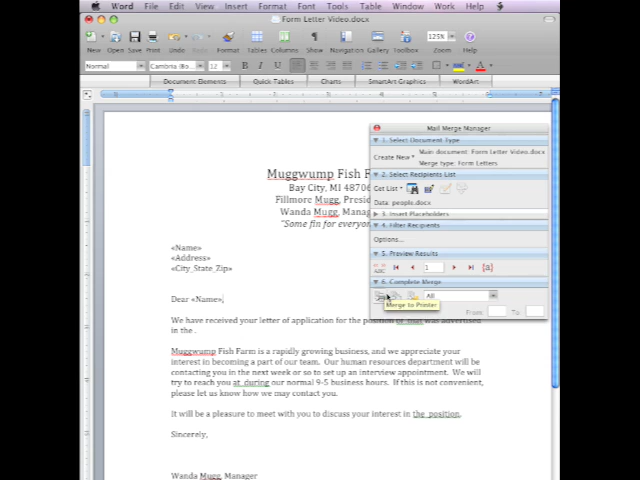 Word File Edit View Insert Format Font Tools Table Window Work Help
Form Letter Video.docx
New Open Save Print Undo Redo Format Tables Columns Show Navigation Gallery Toolbox Zoom Help
125%
Normal Cambria (Bo... 12 B I U
Document Elements Quick Tables Charts SmartArt Graphics WordArt
Mail Merge Manager
1. Select Document Type
Create New
Main document: Form Letter Video.docx
Merge type: Form Letters
2. Select Recipients List
Get List
Data: people.docx
3. Insert Placeholders
4. Filter Recipients
Options...
5. Preview Results
1
6. Complete Merge
All
Merge to Printer
From: To:
Muggwump Fish F
Bay City, MI 48706
Fillmore Mugg, Presid
Wanda Mugg, Manag
"Some fin for everyon
«Name»
«Address»
«City_State_Zip»
Dear «Name»,
We have received your letter of application for the position of that was advertised
in the .
Muggwump Fish Farm is a rapidly growing business, and we appreciate your
interest in becoming a part of our team. Our human resources department will be
contacting you in the next week or so to set up an interview appointment. We will
try to reach you at during our normal 9-5 business hours. If this is not convenient,
please let us know how we may contact you.
It will be a pleasure to meet with you to discuss your interest in the position.
Sincerely,
Wanda Mugg, Manager